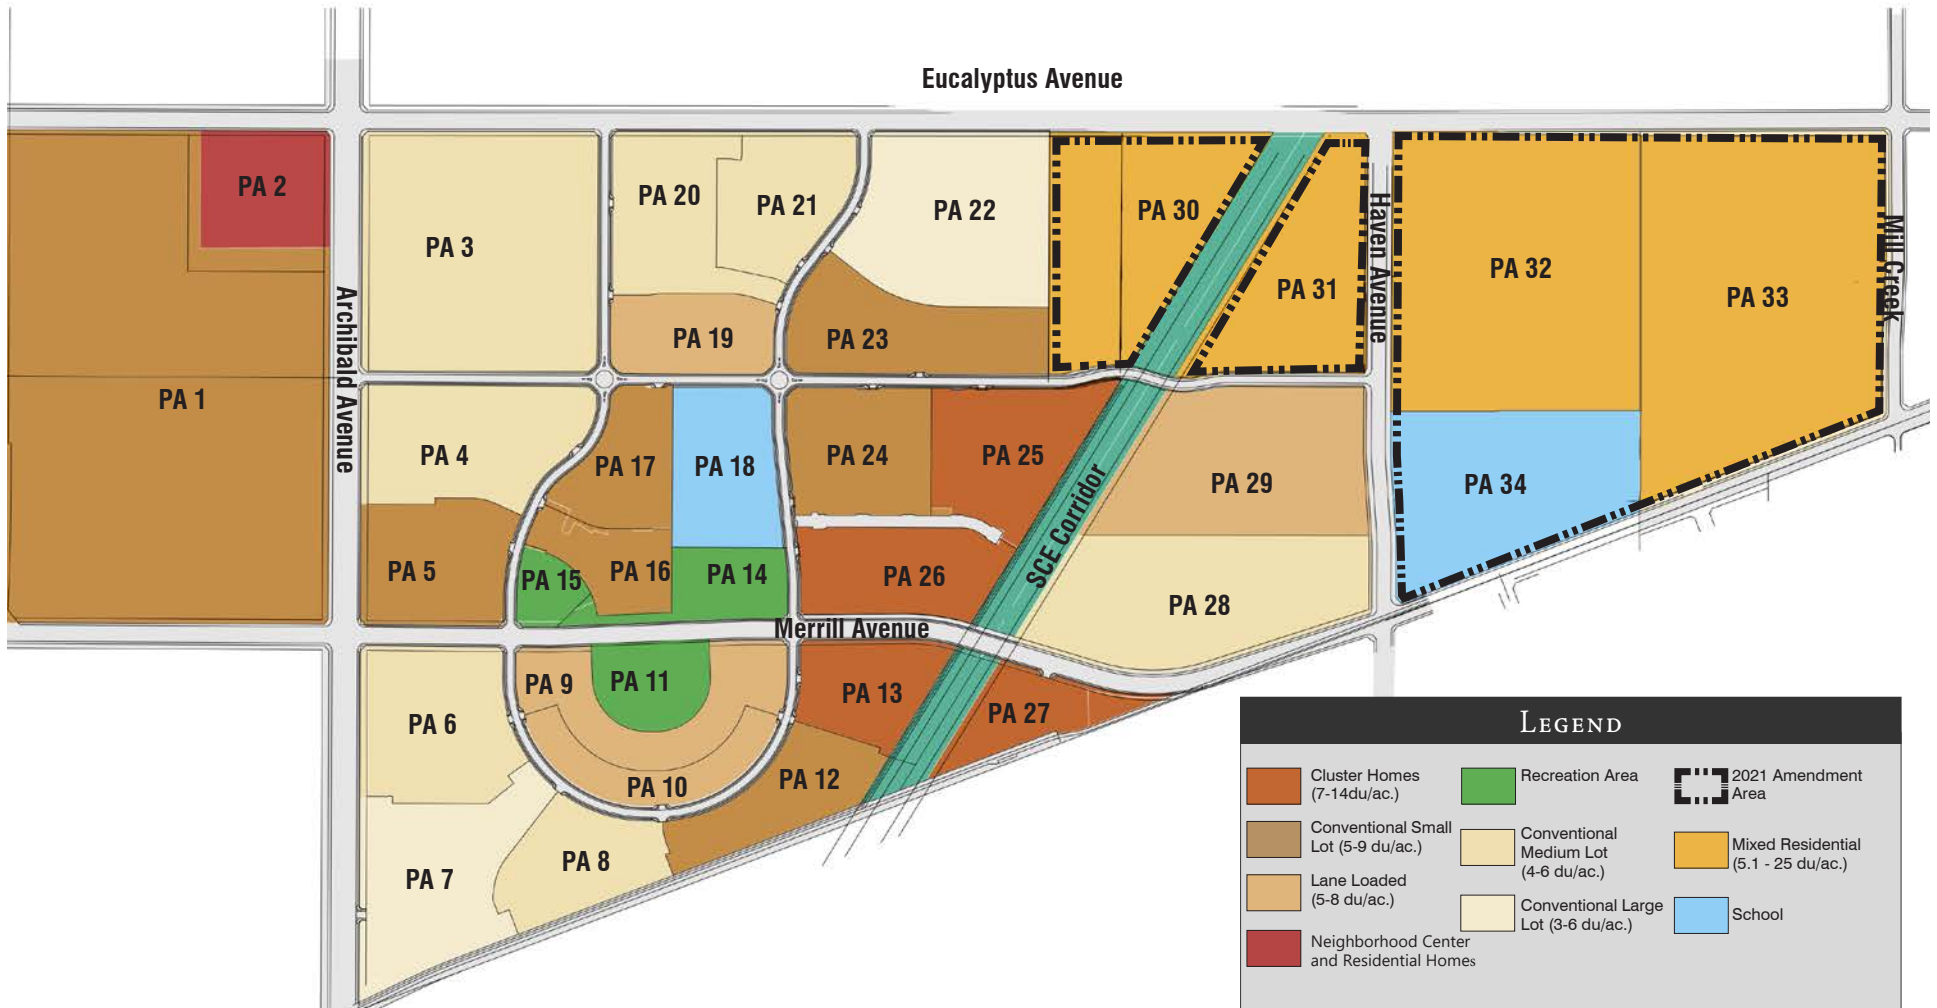 Eucalyptus Avenue
PA 2
PA 20
PA 21
PA 22
PA 30
PA 3
PA 32
PA 31
PA 33
Haven Avenue
Mill Creek
Archibald Avenue
PA 19
PA 23
PA 1
PA 4
PA 17
PA 18
PA 24
PA 25
PA 29
PA 34
SCE Corridor
PA 5
PA 15
PA 16
PA 14
PA 26
PA 28
Merrill Avenue
PA 9
PA 11
PA 13
PA 27
PA 6
PA 10
PA 12
PA 8
PA 7
LEGEND
Cluster Homes
(7-14du/ac.)
Conventional Small
Lot (5-9 du/ac.)
Lane Loaded
(5-8 du/ac.)
Neighborhood Center
and Residential Homes
Recreation Area
Conventional
Medium Lot
(4-6 du/ac.)
Conventional Large
Lot (3-6 du/ac.)
2021 Amendment
Area
Mixed Residential
(5.1 - 25 du/ac.)
School